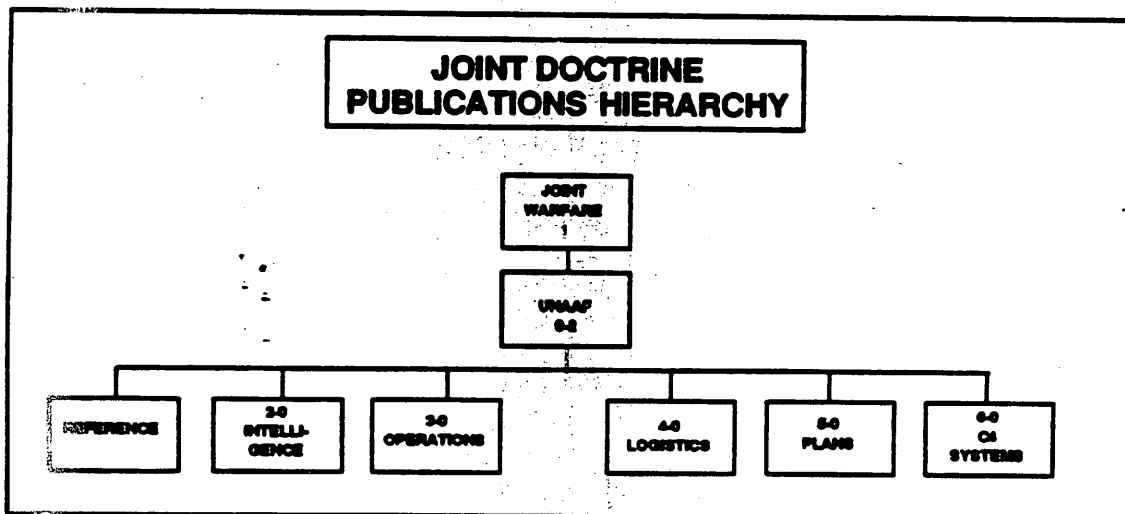 JOINT DOCTRINE
PUBLICATIONS HIERARCHY
JOINT
WARFARE
1
UNAAF
0-2
REFERENCE
2-0
INTELLI-
GENCE
3-0
OPERATIONS
4-0
LOGISTICS
5-0
PLANS
6-0
C4
SYSTEMS